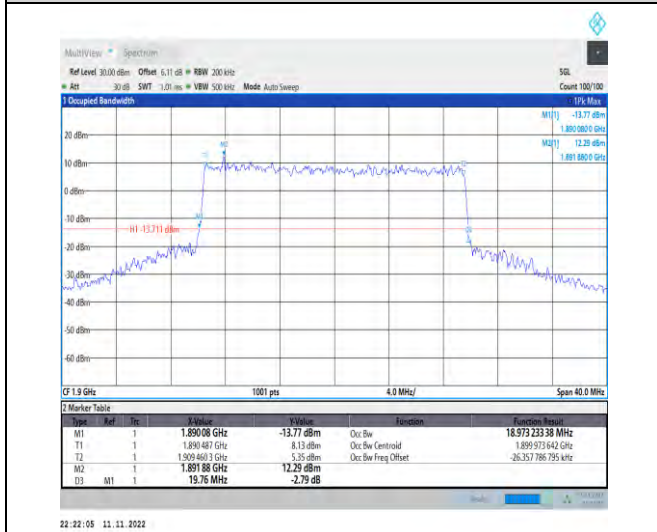 MultiView Spectrum
Ref Level 30.00 dBm Offset 6.11 dB RBW 200 kHz SGL
Att 30 dB SWT 1.01 ms VBW 500 kHz Mode Auto Sweep Count 100/100
1 Occupied Bandwidth 1Pk Max
M1[1] -13.77 dBm
1.890 080 0 GHz
M2[1] 12.29 dBm
1.891 880 0 GHz
20 dBm
M2
10 dBm
0 dBm
-10 dBm
H1 -13.711 dBm
-20 dBm
-30 dBm
-40 dBm
-50 dBm
-60 dBm
CF 1.9 GHz 1001 pts 4.0 MHz/ Span 40.0 MHz
2 Marker Table
Type Ref Trc X-Value Y-Value Function Function Result
M1 1 1.890 08 GHz -13.77 dBm Occ Bw 18.973 233 38 MHz
T1 1 1.890 487 GHz 8.13 dBm Occ Bw Centroid 1.899 973 642 GHz
T2 1 1.909 460 3 GHz 5.35 dBm Occ Bw Freq Offset -26.357 786 795 kHz
M2 1 1.891 88 GHz 12.29 dBm
D3 M1 1 19.76 MHz -2.79 dB
22:22:05 11.11.2022